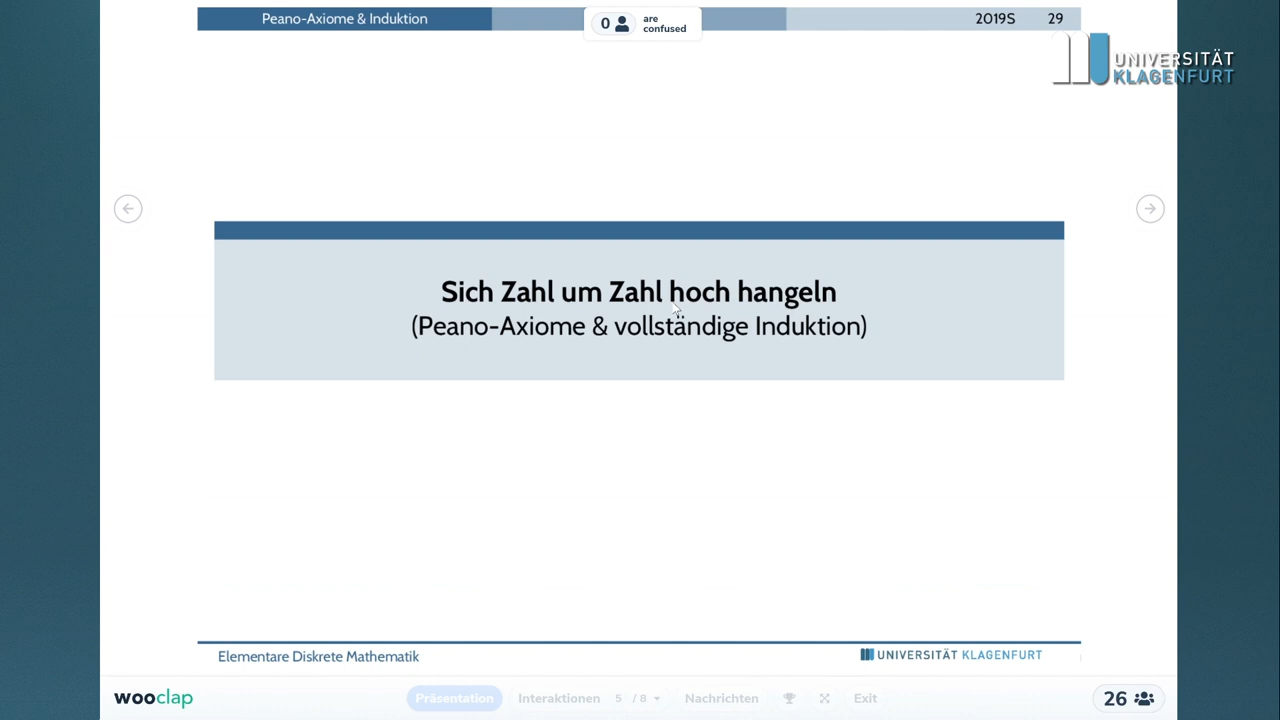 Peano-Axiome & Induktion
0 are confused
2019S 29
UNIVERSITÄT
KLAGENFURT
Sich Zahl um Zahl hoch hangeln
(Peano-Axiome & vollständige Induktion)
Elementare Diskrete Mathematik
UNIVERSITÄT KLAGENFURT
wooclap
Präsentation Interaktionen 5 / 8 Nachrichten Exit
26